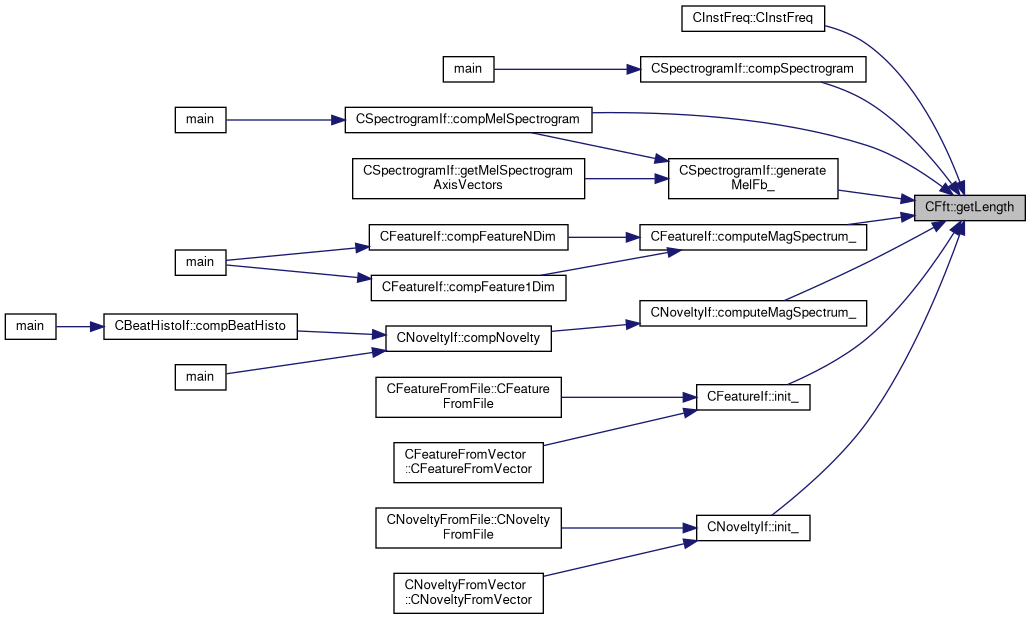 CInstFreq::CInstFreq
main
CSpectrogramIf::compSpectrogram
main
CSpectrogramIf::compMelSpectrogram
CSpectrogramIf::getMelSpectrogram
AxisVectors
CSpectrogramIf::generate
MelFb_
CFft::getLength
CFeatureIf::compFeatureNDim
CFeatureIf::computeMagSpectrum_
main
CFeatureIf::compFeature1Dim
CNoveltyIf::computeMagSpectrum_
main
CBeatHistoIf::compBeatHisto
CNoveltyIf::compNovelty
main
CFeatureFromFile::CFeature
FromFile
CFeatureIf::init_
CFeatureFromVector
::CFeatureFromVector
CNoveltyFromFile::CNovelty
FromFile
CNoveltyIf::init_
CNoveltyFromVector
::CNoveltyFromVector